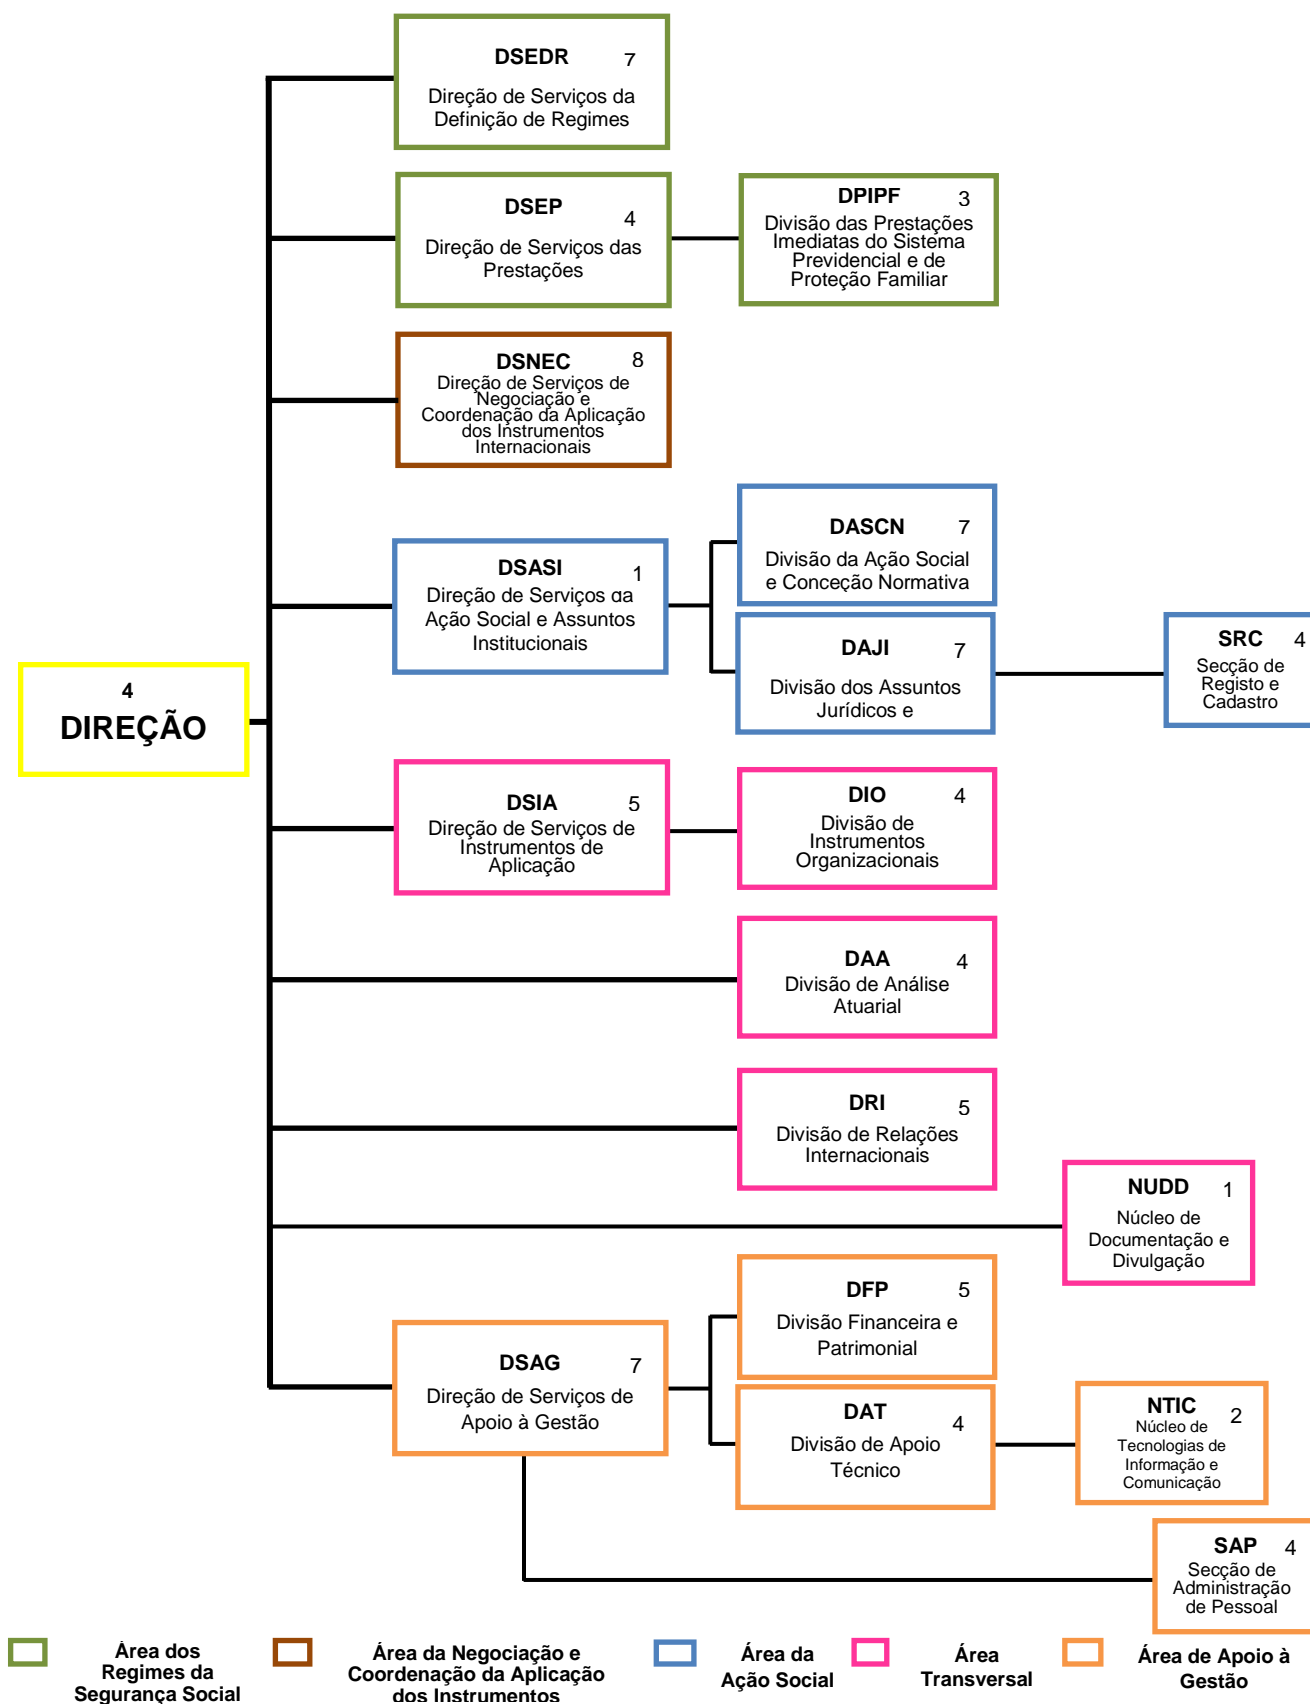 DSEDR 7
Direção de Serviços da
Definição de Regimes
DSEP 4
Direção de Serviços das
Prestações
DPIPF 3
Divisão das Prestações
Imediatas do Sistema
Previdencial e de
Proteção Familiar
DSNEC 8
Direção de Serviços de
Negociação e
Coordenação da Aplicação
dos Instrumentos
Internacionais
DASCN 7
Divisão da Ação Social
e Conceção Normativa
DSASI 1
Direção de Serviços da
Ação Social e Assuntos
Institucionais
DAJI 7
Divisão dos Assuntos
Jurídicos e
SRC 4
Secção de
Registo e
Cadastro
4
DIREÇÃO
DSIA 5
Direção de Serviços de
Instrumentos de
Aplicação
DIO 4
Divisão de
Instrumentos
Organizacionais
DAA 4
Divisão de Análise
Atuarial
DRI 5
Divisão de Relações
Internacionais
NUDD 1
Núcleo de
Documentação e
Divulgação
DFP 5
Divisão Financeira e
Patrimonial
DSAG 7
Direção de Serviços de
Apoio à Gestão
DAT 4
Divisão de Apoio
Técnico
NTIC 2
Núcleo de
Tecnologias de
Informação e
Comunicação
SAP 4
Secção de
Administração
de Pessoal
Área dos
Regimes da
Segurança Social
Área da Negociação e
Coordenação da Aplicação
dos Instrumentos
Área da
Ação Social
Área
Transversal
Área de Apoio à
Gestão